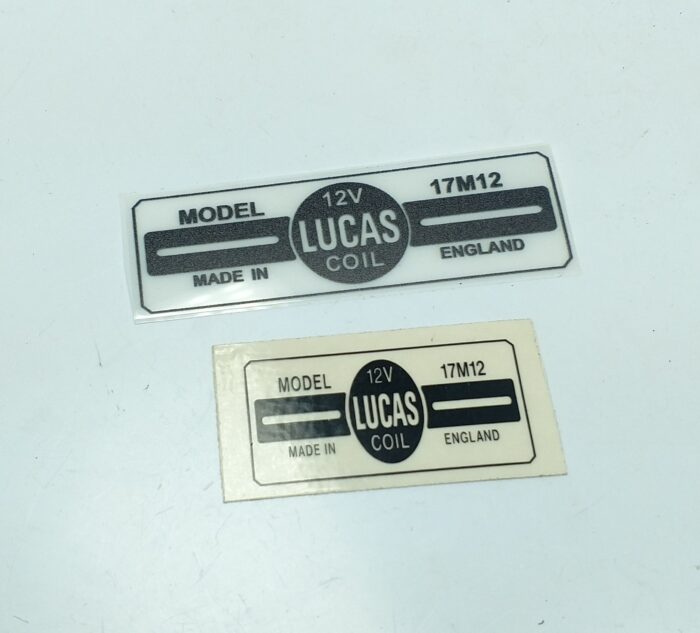 MODEL 12V 17M12
LUCAS
MADE IN COIL ENGLAND
MODEL 12V 17M12
LUCAS
MADE IN COIL ENGLAND